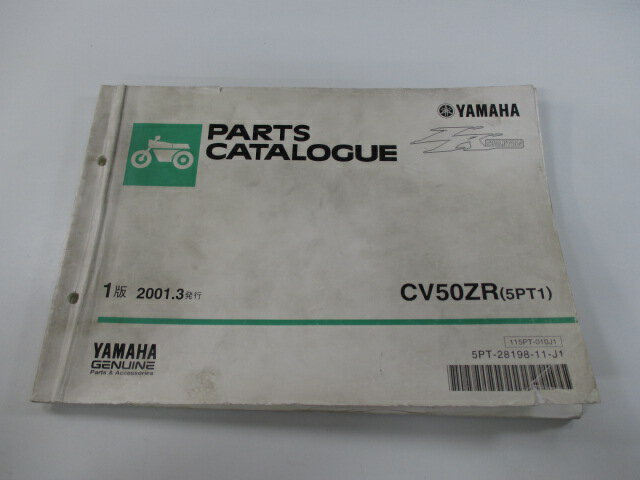 YAMAHA
PARTS
CATALOGUE
1版 2001.3発行
CV50ZR(5PT1)
115PT-010J1
5PT-28198-11-J1
YAMAHA
GENUINE
Parts & Accessories